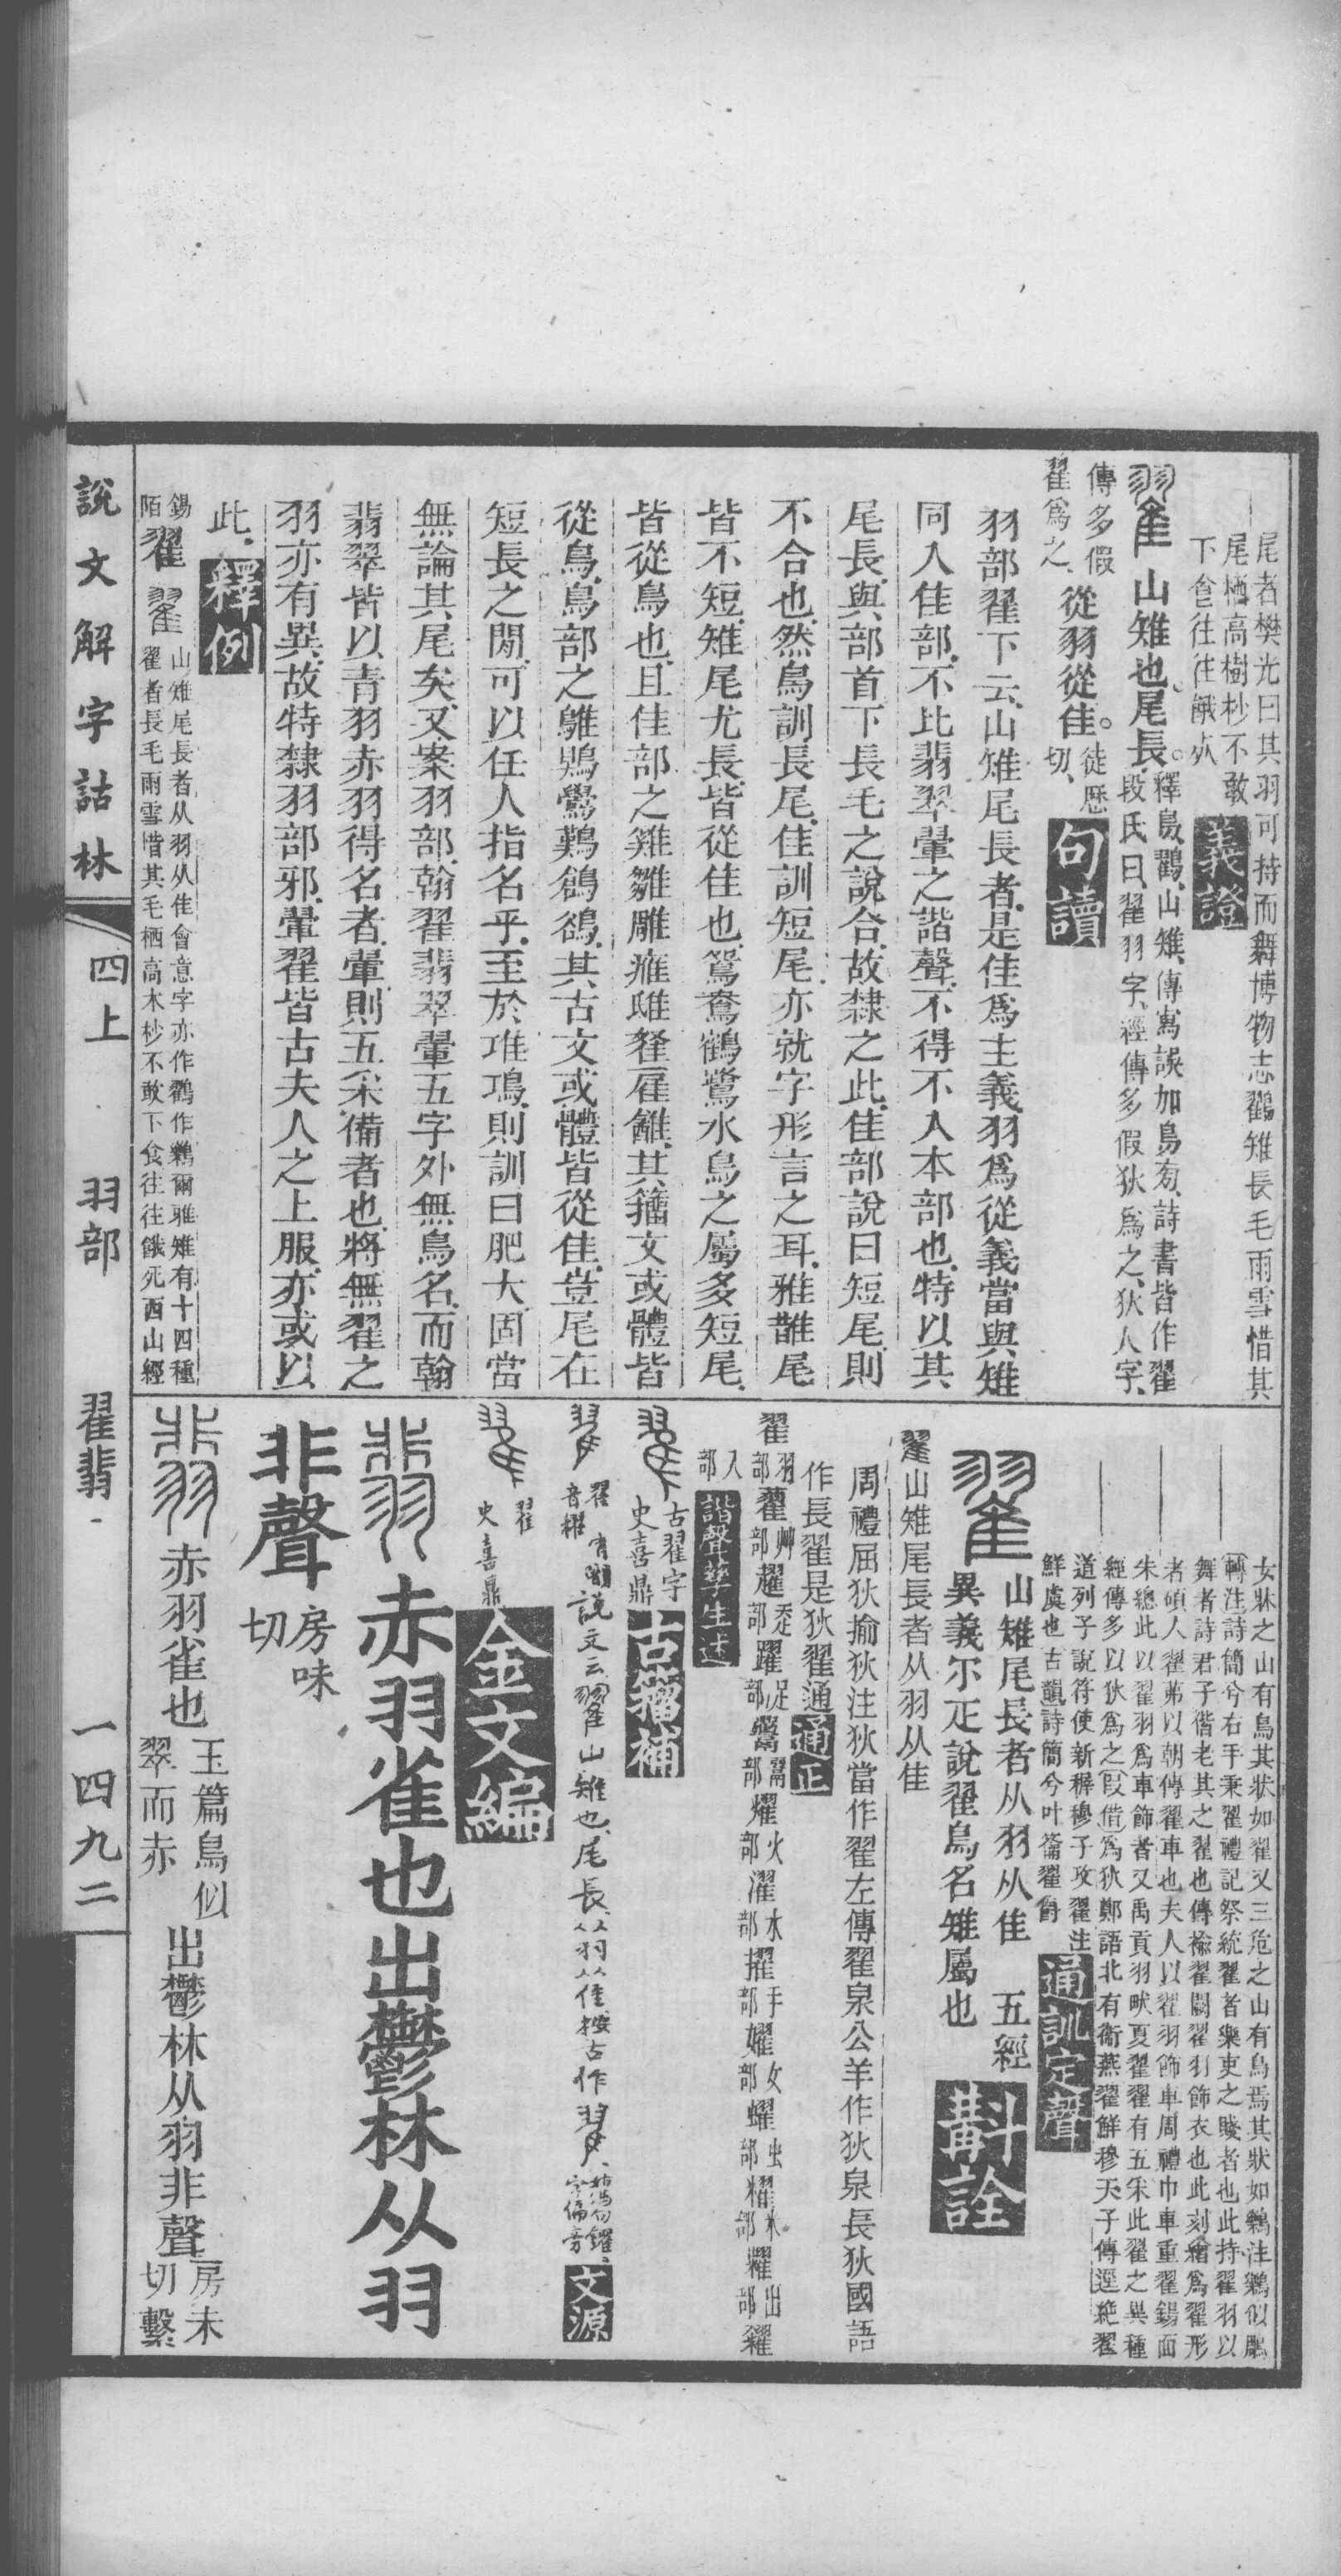 尾者樊光曰其羽可持而舞博物志鸐雉長毛雨雪惜其
尾栖高樹杪不敢
下食往往餓死
義證
翟 山雉也尾長
釋鳥鸐山雉傳寫誤加鳥㫄詩書皆作翟
段氏曰翟羽字經傳多假狄爲之狄人字
傳多假
翟爲之
從羽從隹
徒歷
切
句讀
羽部翟下云山雉尾長者是隹爲主義羽爲從義當與雉
同入隹部不比翡翠翬之諧聲不得不入本部也特以其
尾長與部首下長毛之說合故隸之此隹部說曰短尾則
不合也然鳥訓長尾隹訓短尾亦就字形言之耳雅雡尾
皆不短雉尾尤長皆從隹也鴛鴦鶴鷺水鳥之屬多短尾
皆從鳥也且隹部之雞雛雕雁雇雝其籀文或體皆
從鳥鳥部之鶾鸎鷄其古文或體皆從隹豈尾在
短長之閒可以任人指名乎至於琟鳿則訓曰肥大固當
無論其尾矣又案羽部翰翟翡翠翬五字外無鳥名而翰
翡翠皆以青羽赤羽得名者翬則五采備者也將無翟之
羽亦有異故特隸羽部邪翬翟皆古夫人之上服亦或以
此
釋例
翟 山雉尾長者从羽从隹會意字亦作鸐作鸐爾雅雉有十四種
翟者長毛雨雪惜其毛栖高木杪不敢下食往往餓死西山經
說文解字詁林
四上
羽部
翟翡
一四九二
女牀之山有鳥其狀如翟又三危之山有鳥焉其狀如鶨注鶨似鵰
轉注詩簡兮右手秉翟禮記祭統翟者樂吏之賤者也此持翟羽以
舞者詩君子偕老其之翟也傳褕翟闕翟羽飾衣也此刻繒爲翟形
者碩人翟茀以朝傳翟車也夫人以翟羽飾車周禮巾車重翟錫面
朱總此以翟羽爲車飾者又禹貢羽畎夏翟翟有五采此翟之異種
經傳多以狄爲之叚借爲狄鄭語北有衛燕翟鮮穆天子傳逕絶翟
道列子說符使新稺穆子攻翟注
鮮虞也古韻詩簡兮叶籥翟爵
通訓定聲
翟 山雉尾長者从羽从隹 五經
異義尒疋說翟鳥名雉屬也
斠詮
翟山雉尾長者从羽从隹
周禮屈狄揄狄注狄當作翟左傳翟泉公羊作狄泉長狄國語
作長翟是狄翟通
通正
翟羽部 藋艸部 趯走部 躍足部 鸐部 燿火部 濯水部 擢手部 嬥女部 蠗虫部 糶米部 糶出部 糴
入部
諧聲孳生述
古翟字
史喜鼎
古籀補
翟
音櫂
說文云翟山雉也尾長从羽从隹按古作
字偏旁
文源
翟
史喜鼎
金文編
翡 赤羽雀也出鬱林从羽
非聲
房味
切
翡 赤羽雀也
玉篇鳥似
翠而赤
出鬱林从羽非聲
房未
切繫